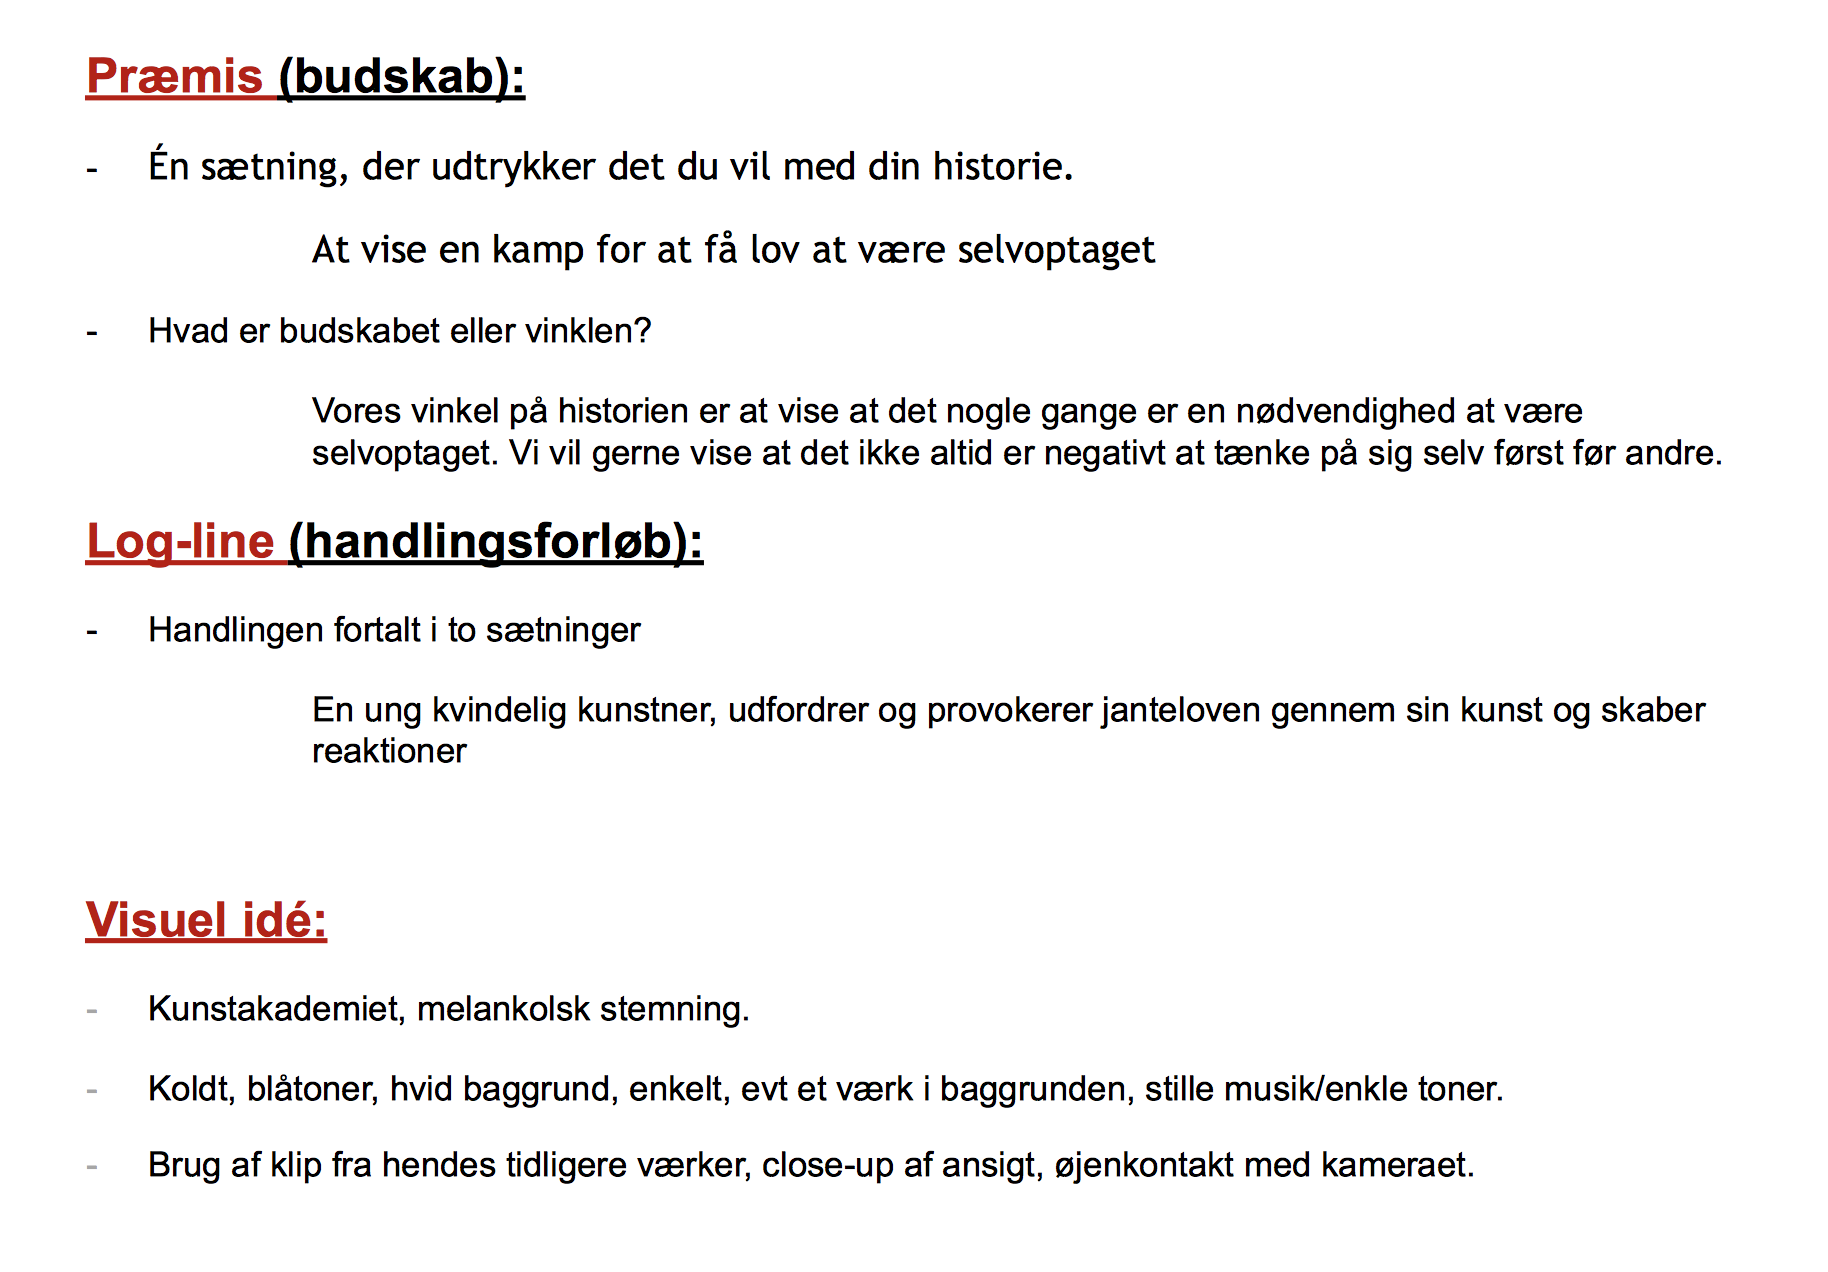 Præmis (budskab):
- Én sætning, der udtrykker det du vil med din historie.
At vise en kamp for at få lov at være selvoptaget
- Hvad er budskabet eller vinklen?
Vores vinkel på historien er at vise at det nogle gange er en nødvendighed at være
selvoptaget. Vi vil gerne vise at det ikke altid er negativt at tænke på sig selv først før andre.
Log-line (handlingsforløb):
- Handlingen fortalt i to sætninger
En ung kvindelig kunstner, udfordrer og provokerer janteloven gennem sin kunst og skaber
reaktioner
Visuel idé:
- Kunstakademiet, melankolsk stemning.
- Koldt, blåtoner, hvid baggrund, enkelt, evt et værk i baggrunden, stille musik/enkle toner.
- Brug af klip fra hendes tidligere værker, close-up af ansigt, øjenkontakt med kameraet.